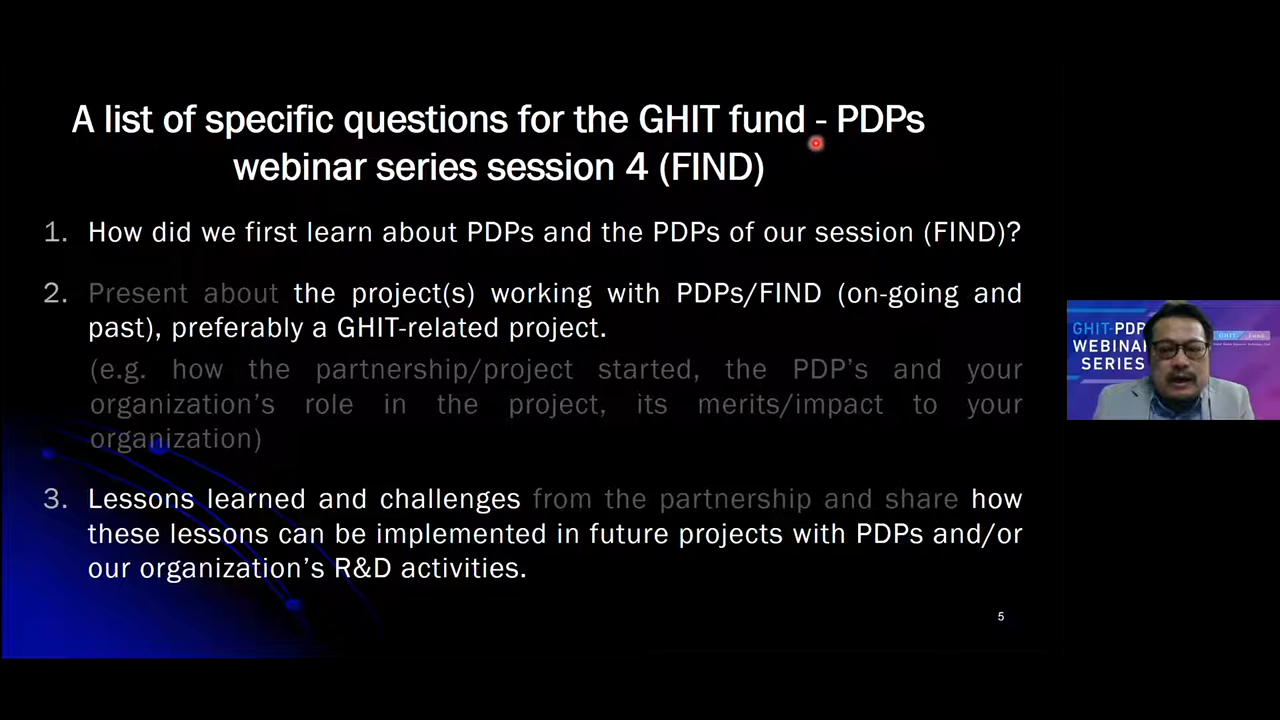 A list of specific questions for the GHIT fund - PDPs
webinar series session 4 (FIND)
1. How did we first learn about PDPs and the PDPs of our session (FIND)?
2. Present about the project(s) working with PDPs/FIND (on-going and
past), preferably a GHIT-related project.
(e.g. how the partnership/project started, the PDP's and your
organization's role in the project, its merits/impact to your
organization)
3. Lessons learned and challenges from the partnership and share how
these lessons can be implemented in future projects with PDPs and/or
our organization's R&D activities.
5
GHIT-PDP
WEBINAR
SERIES
GHIT Fund